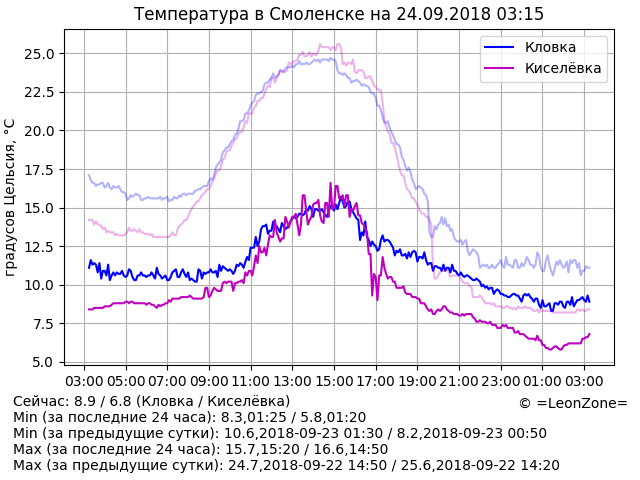 Температура в Смоленске на 24.09.2018 03:15
Кловка
Киселёвка
градусов Цельсия, °C
25.0
22.5
20.0
17.5
15.0
12.5
10.0
7.5
5.0
03:00 05:00 07:00 09:00 11:00 13:00 15:00 17:00 19:00 21:00 23:00 01:00 03:00
Сейчас: 8.9 / 6.8 (Кловка / Киселёвка)
© =LeonZone=
Min (за последние 24 часа): 8.3,01:25 / 5.8,01:20
Min (за предыдущие сутки): 10.6,2018-09-23 01:30 / 8.2,2018-09-23 00:50
Max (за последние 24 часа): 15.7,15:20 / 16.6,14:50
Max (за предыдущие сутки): 24.7,2018-09-22 14:50 / 25.6,2018-09-22 14:20